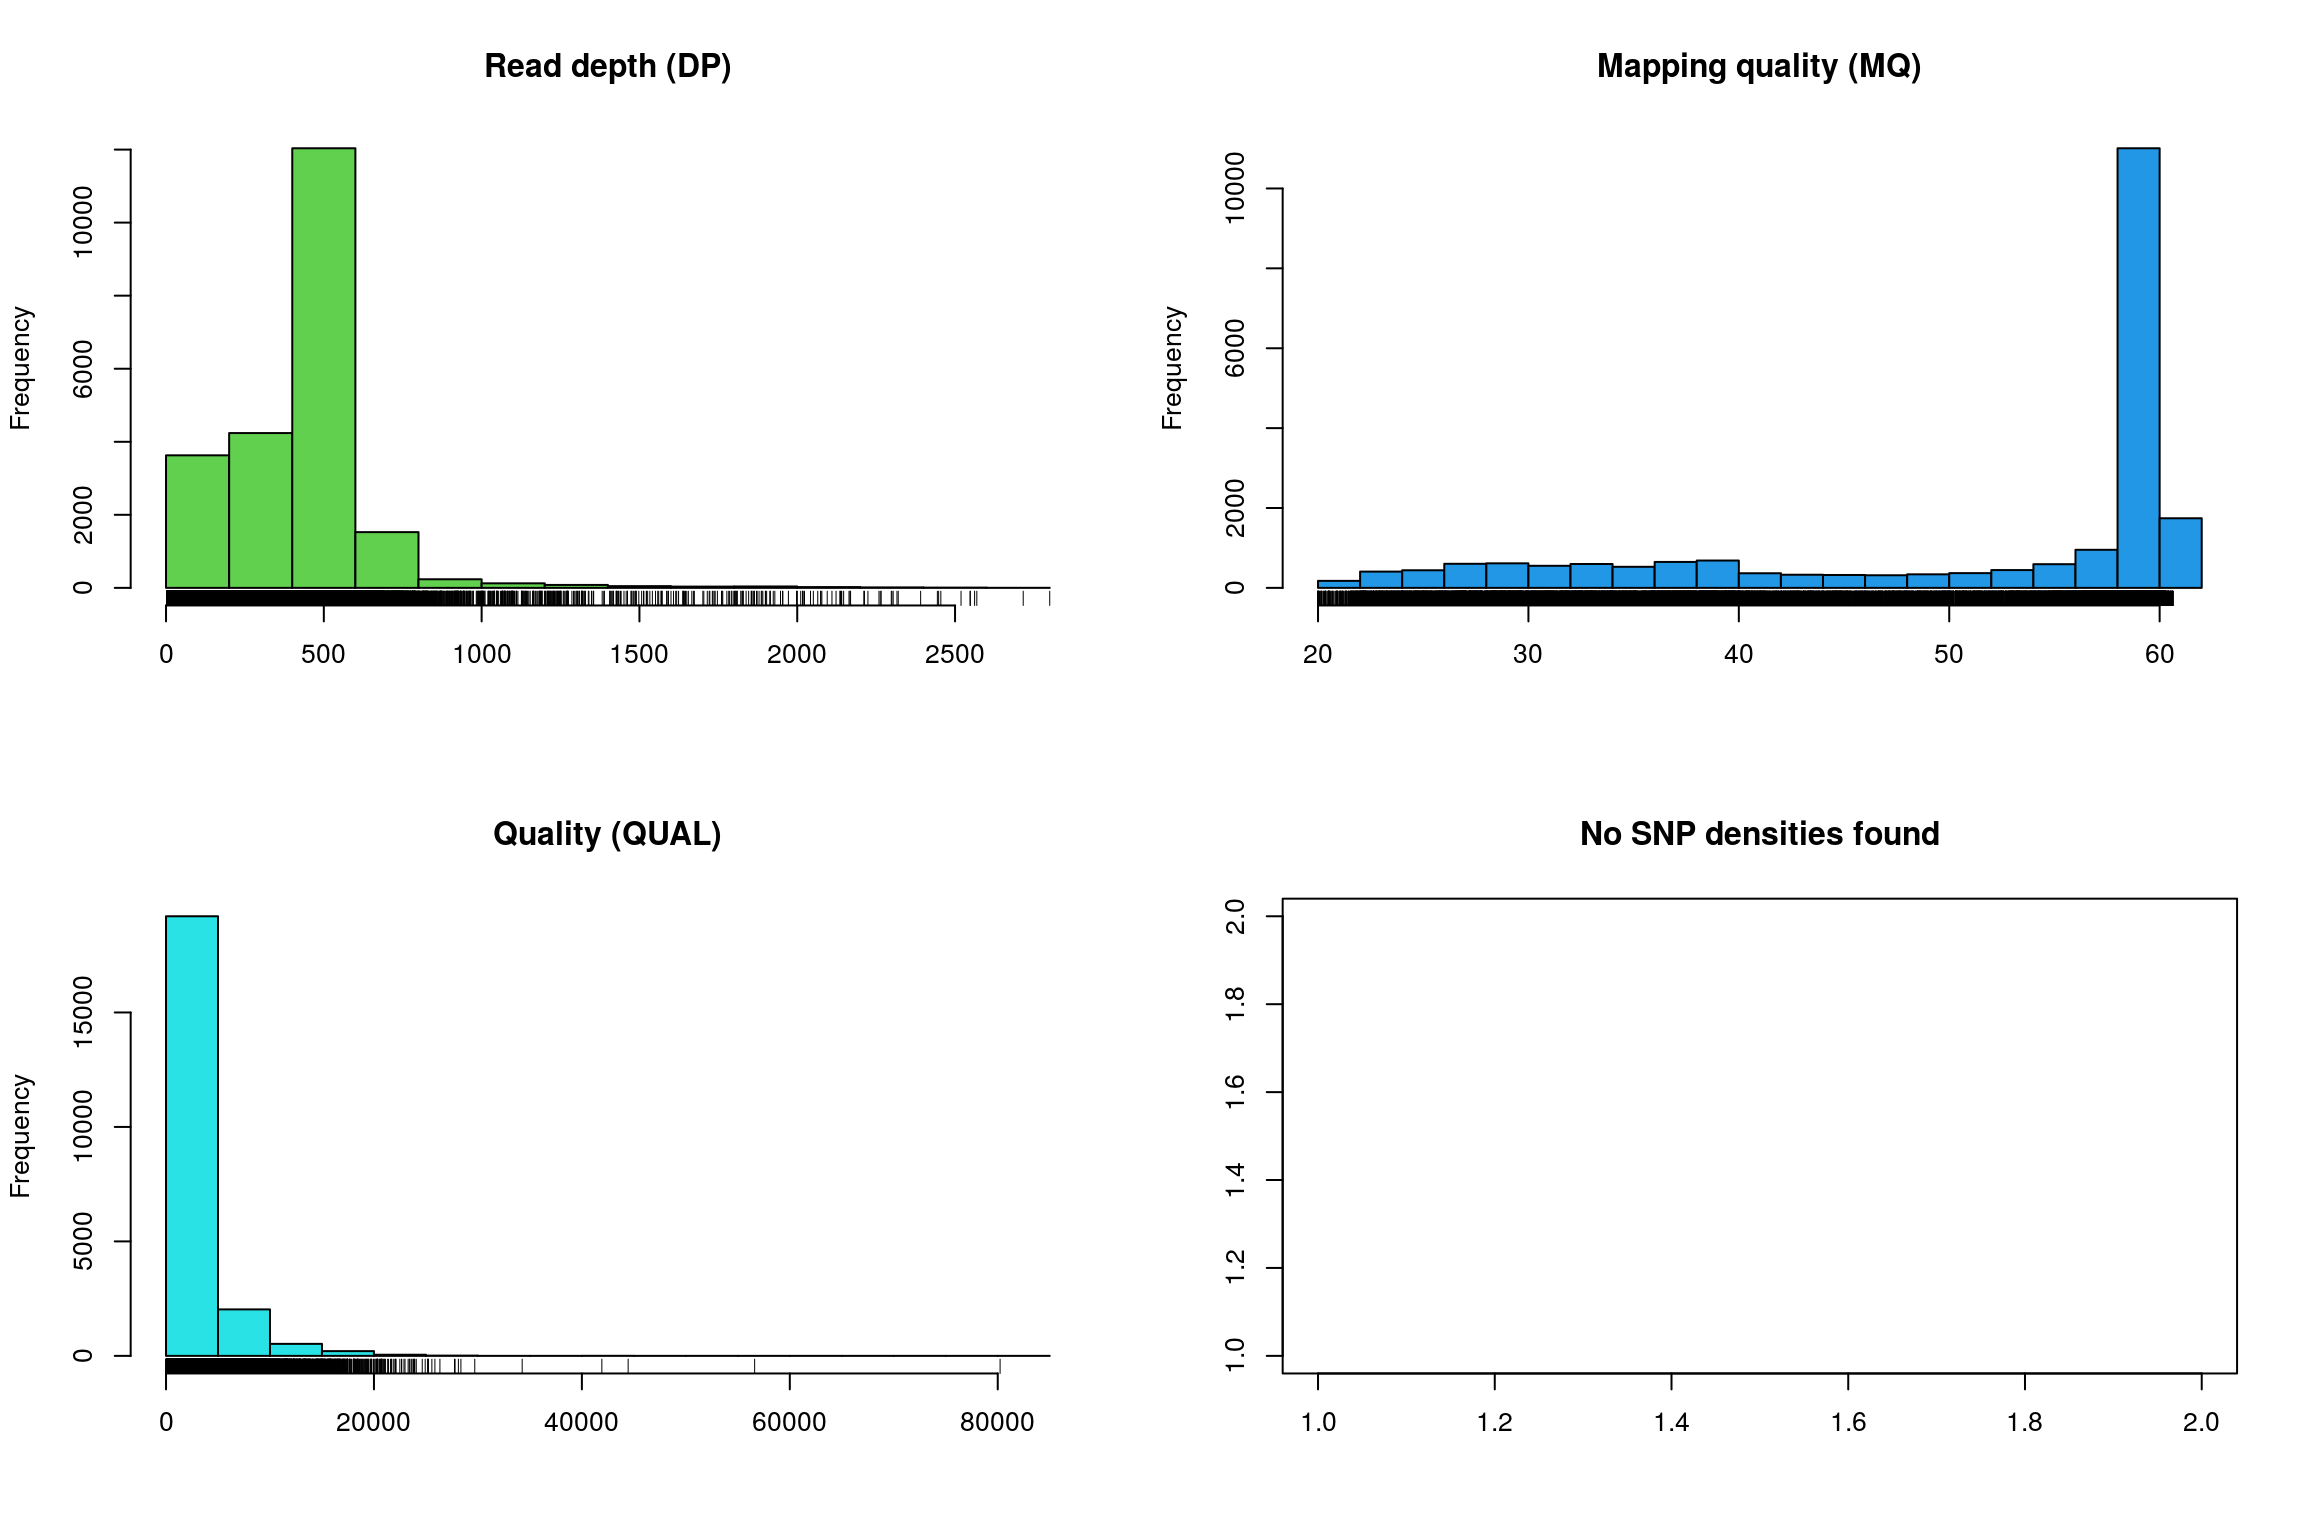 Read depth (DP)
Frequency
0 2000 6000 10000
0 500 1000 1500 2000 2500
Mapping quality (MQ)
Frequency
0 2000 6000 10000
20 30 40 50 60
Quality (QUAL)
Frequency
0 5000 10000 15000
0 20000 40000 60000 80000
No SNP densities found
1.0 1.2 1.4 1.6 1.8 2.0
1.0 1.2 1.4 1.6 1.8 2.0